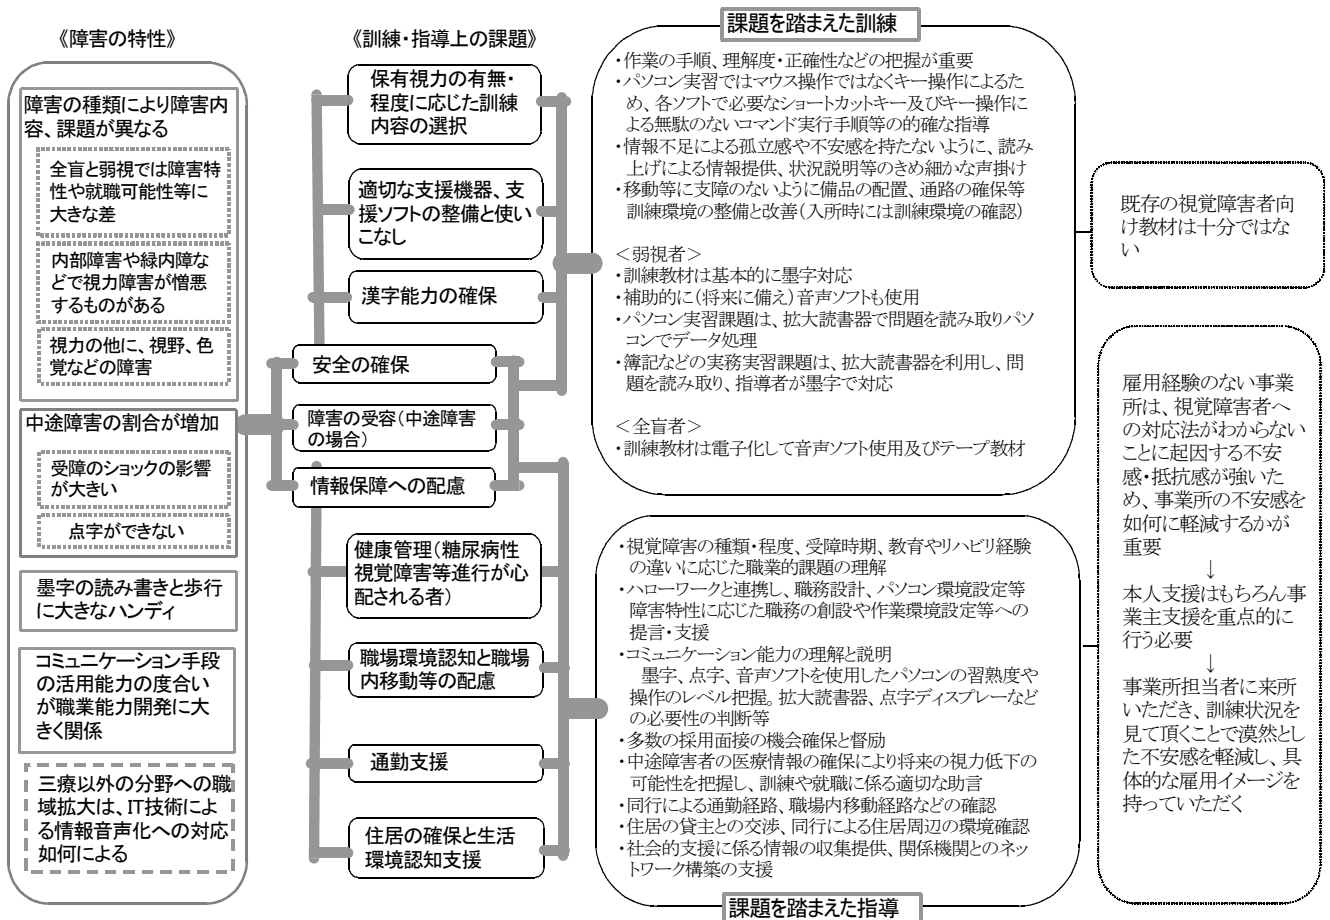 《障害の特性》
障害の種類により障害内
容、課題が異なる
全盲と弱視では障害特
性や就職可能性等に
大きな差
内部障害や緑内障な
どで視力障害が憎悪
するものがある
視力の他に、視野、色
覚などの障害
中途障害の割合が増加
受障のショックの影響
が大きい
点字ができない
墨字の読み書きと歩行
に大きなハンディ
コミュニケーション手段
の活用能力の度合い
が職業能力開発に大
きく関係
三療以外の分野への職
域拡大は、IT技術によ
る情報音声化への対応
如何による
《訓練・指導上の課題》
保有視力の有無・
程度に応じた訓練
内容の選択
適切な支援機器、支
援ソフトの整備と使い
こなし
漢字能力の確保
安全の確保
障害の受容(中途障害
の場合)
情報保障への配慮
健康管理(糖尿病性
視覚障害等進行が心
配される者)
職場環境認知と職場
内移動等の配慮
通勤支援
住居の確保と生活
環境認知支援
課題を踏まえた訓練
・作業の手順、理解度・正確性などの把握が重要
・パソコン実習ではマウス操作ではなくキー操作によるた
め、各ソフトで必要なショートカットキー及びキー操作に
よる無駄のないコマンド実行手順等の的確な指導
・情報不足による孤立感や不安感を持たないように、読み
上げによる情報提供、状況説明等のきめ細かな声掛け
・移動等に支障のないように備品の配置、通路の確保等
訓練環境の整備と改善(入所時には訓練環境の確認)
＜弱視者＞
・訓練教材は基本的に墨字対応
・補助的に(将来に備え)音声ソフトも使用
・パソコン実習課題は、拡大読書器で問題を読み取りパソ
コンでデータ処理
・簿記などの実務実習課題は、拡大読書器を利用し、問
題を読み取り、指導者が墨字で対応
＜全盲者＞
・訓練教材は電子化して音声ソフト使用及びテープ教材
・視覚障害の種類・程度、受障時期、教育やリハビリ経験
の違いに応じた職業的課題の理解
・ハローワークと連携し、職務設計、パソコン環境設定等
障害特性に応じた職務の創設や作業環境設定等への
提言・支援
・コミュニケーション能力の理解と説明
墨字、点字、音声ソフトを使用したパソコンの習熟度や
操作のレベル把握。拡大読書器、点字ディスプレーなど
の必要性の判断等
・多数の採用面接の機会確保と督励
・中途障害者の医療情報の確保により将来の視力低下の
可能性を把握し、訓練や就職に係る適切な助言
・同行による通勤経路、職場内移動経路などの確認
・住居の貸主との交渉、同行による住居周辺の環境確認
・社会的支援に係る情報の収集提供、関係機関とのネッ
トワーク構築の支援
課題を踏まえた指導
既存の視覚障害者向
け教材は十分ではな
い
雇用経験のない事業
所は、視覚障害者へ
の対応法がわからない
ことに起因する不安
感・抵抗感が強いた
め、事業所の不安感を
如何に軽減するかが
重要
↓
本人支援はもちろん事
業主支援を重点的に
行う必要
↓
事業所担当者に来所
いただき、訓練状況を
見て頂くことで漠然とし
た不安感を軽減し、具
体的な雇用イメージを
持っていただく